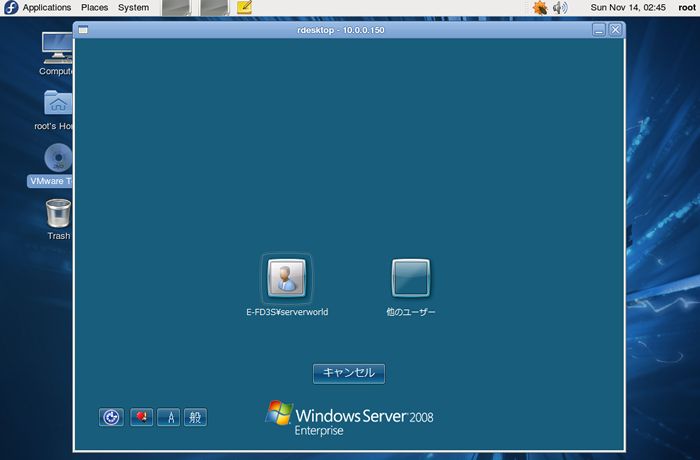 Applications Places System
Sun Nov 14, 02:45 root
rdesktop - 10.0.0.150
Compute
root's Ho
VMware T
Trash
E-FD3S¥serverworld
他のユーザー
キャンセル
A 般
Windows Server 2008
Enterprise